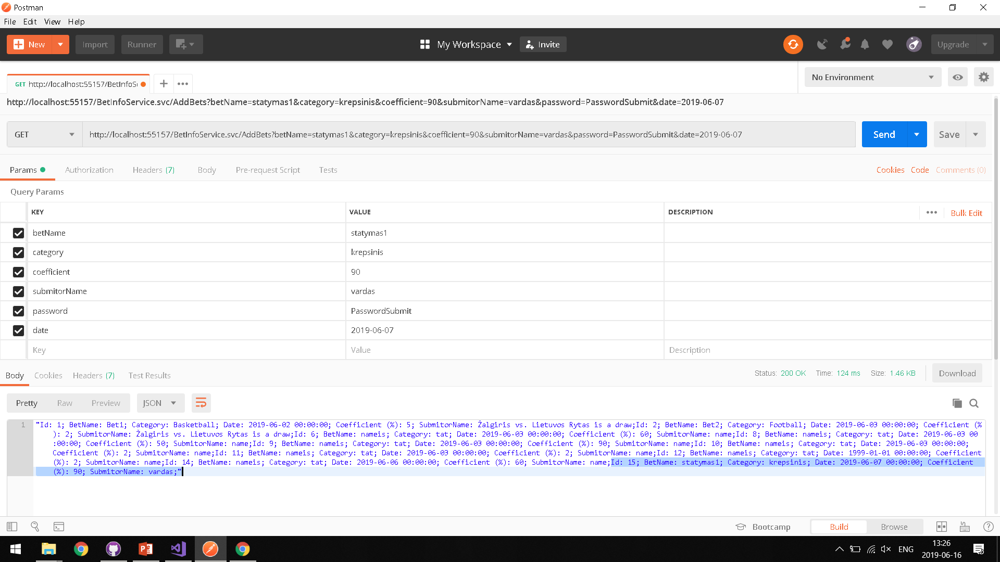 Postman
File Edit View Help
New Import Runner My Workspace Invite Upgrade
GET http://localhost:55157/BetInfoS No Environment
http://localhost:55157/BetInfoService.svc/AddBets?betName=statymas1&category=krepsinis&coefficient=90&submitorName=vardas&password=PasswordSubmit&date=2019-06-07
GET http://localhost:55157/BetInfoService.svc/AddBets?betName=statymas1&category=krepsinis&coefficient=90&submitorName=vardas&password=PasswordSubmit&date=2019-06-07 Send Save
Params Authorization Headers (7) Body Pre-request Script Tests Cookies Code Comments (0)
Query Params
KEY VALUE DESCRIPTION ••• Bulk Edit
betName statymas1
category krepsinis
coefficient 90
submitorName vardas
password PasswordSubmit
date 2019-06-07
Key Value Description
Body Cookies Headers (7) Test Results Status: 200 OK Time: 124 ms Size: 1.46 KB Download
Pretty Raw Preview JSON
1 "Id: 1; BetName: Bet1; Category: Basketball; Date: 2019-06-02 00:00:00; Coefficient (%): 5; SubmitorName: Žalgiris vs. Lietuvos Rytas is a draw;Id: 2; BetName: Bet2; Category: Football; Date: 2019-06-03 00:00:00; Coefficient (%
): 2; SubmitorName: Žalgiris vs. Lietuvos Rytas is a draw;Id: 6; BetName: nameis; Category: tat; Date: 2019-06-03 00:00:00; Coefficient (%): 60; SubmitorName: name;Id: 8; BetName: nameis; Category: tat; Date: 2019-06-03 00
:00:00; Coefficient (%): 50; SubmitorName: name;Id: 9; BetName: nameis; Category: tat; Date: 2019-06-03 00:00:00; Coefficient (%): 90; SubmitorName: name;Id: 10; BetName: nameis; Category: tat; Date: 2019-06-03 00:00:00;
Coefficient (%): 2; SubmitorName: name;Id: 11; BetName: nameis; Category: tat; Date: 2019-06-03 00:00:00; Coefficient (%): 2; SubmitorName: name;Id: 12; BetName: nameis; Category: tat; Date: 1999-01-01 00:00:00; Coefficient
(%): 2; SubmitorName: name;Id: 14; BetName: nameis; Category: tat; Date: 2019-06-06 00:00:00; Coefficient (%): 60; SubmitorName: name;Id: 15; BetName: statymas1; Category: krepsinis; Date: 2019-06-07 00:00:00; Coefficient
(%): 90; SubmitorName: vardas;"
Bootcamp Build Browse
ENG 13:26
2019-06-16